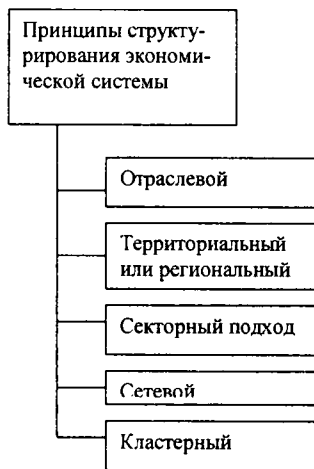 Принципы структу-
рирования экономи-
ческой системы
Отраслевой
Территориальный
или региональный
Секторный подход
Сетевой
Кластерный